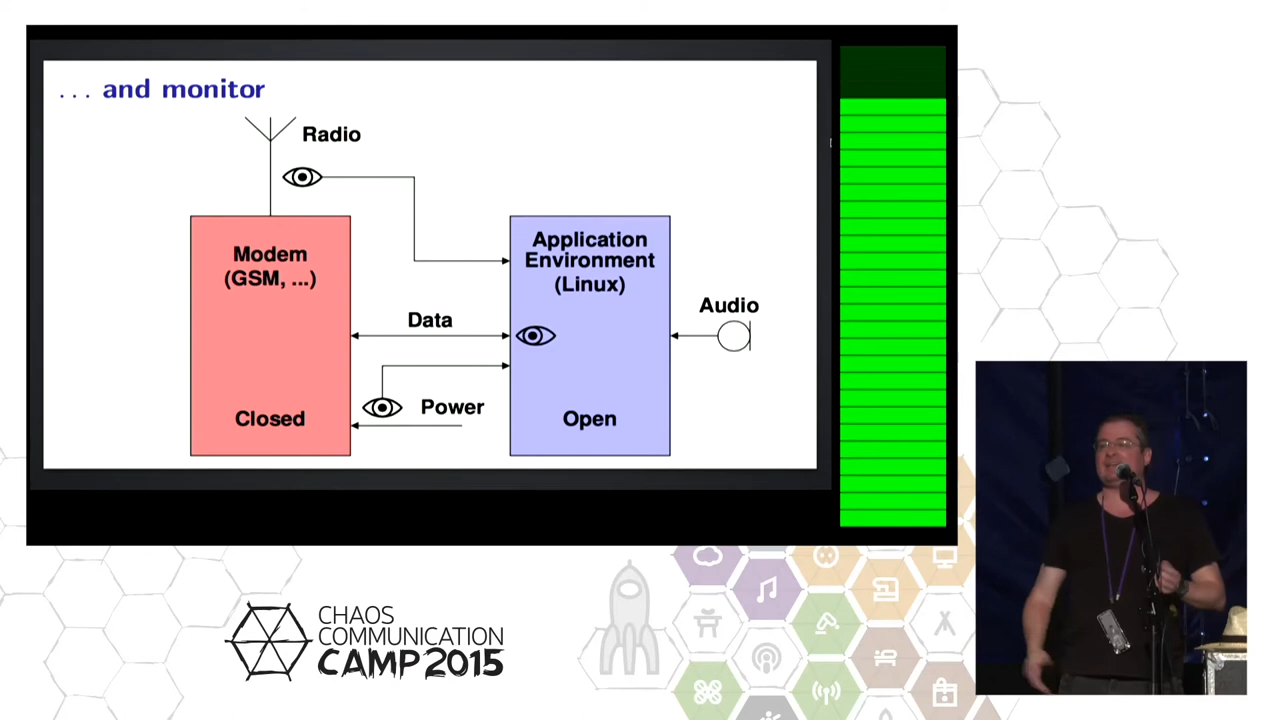 . . . and monitor
Radio
Modem
(GSM, ...)
Closed
Data
Power
Application
Environment
(Linux)
Open
Audio
CHAOS
COMMUNICATION
CAMP 2015